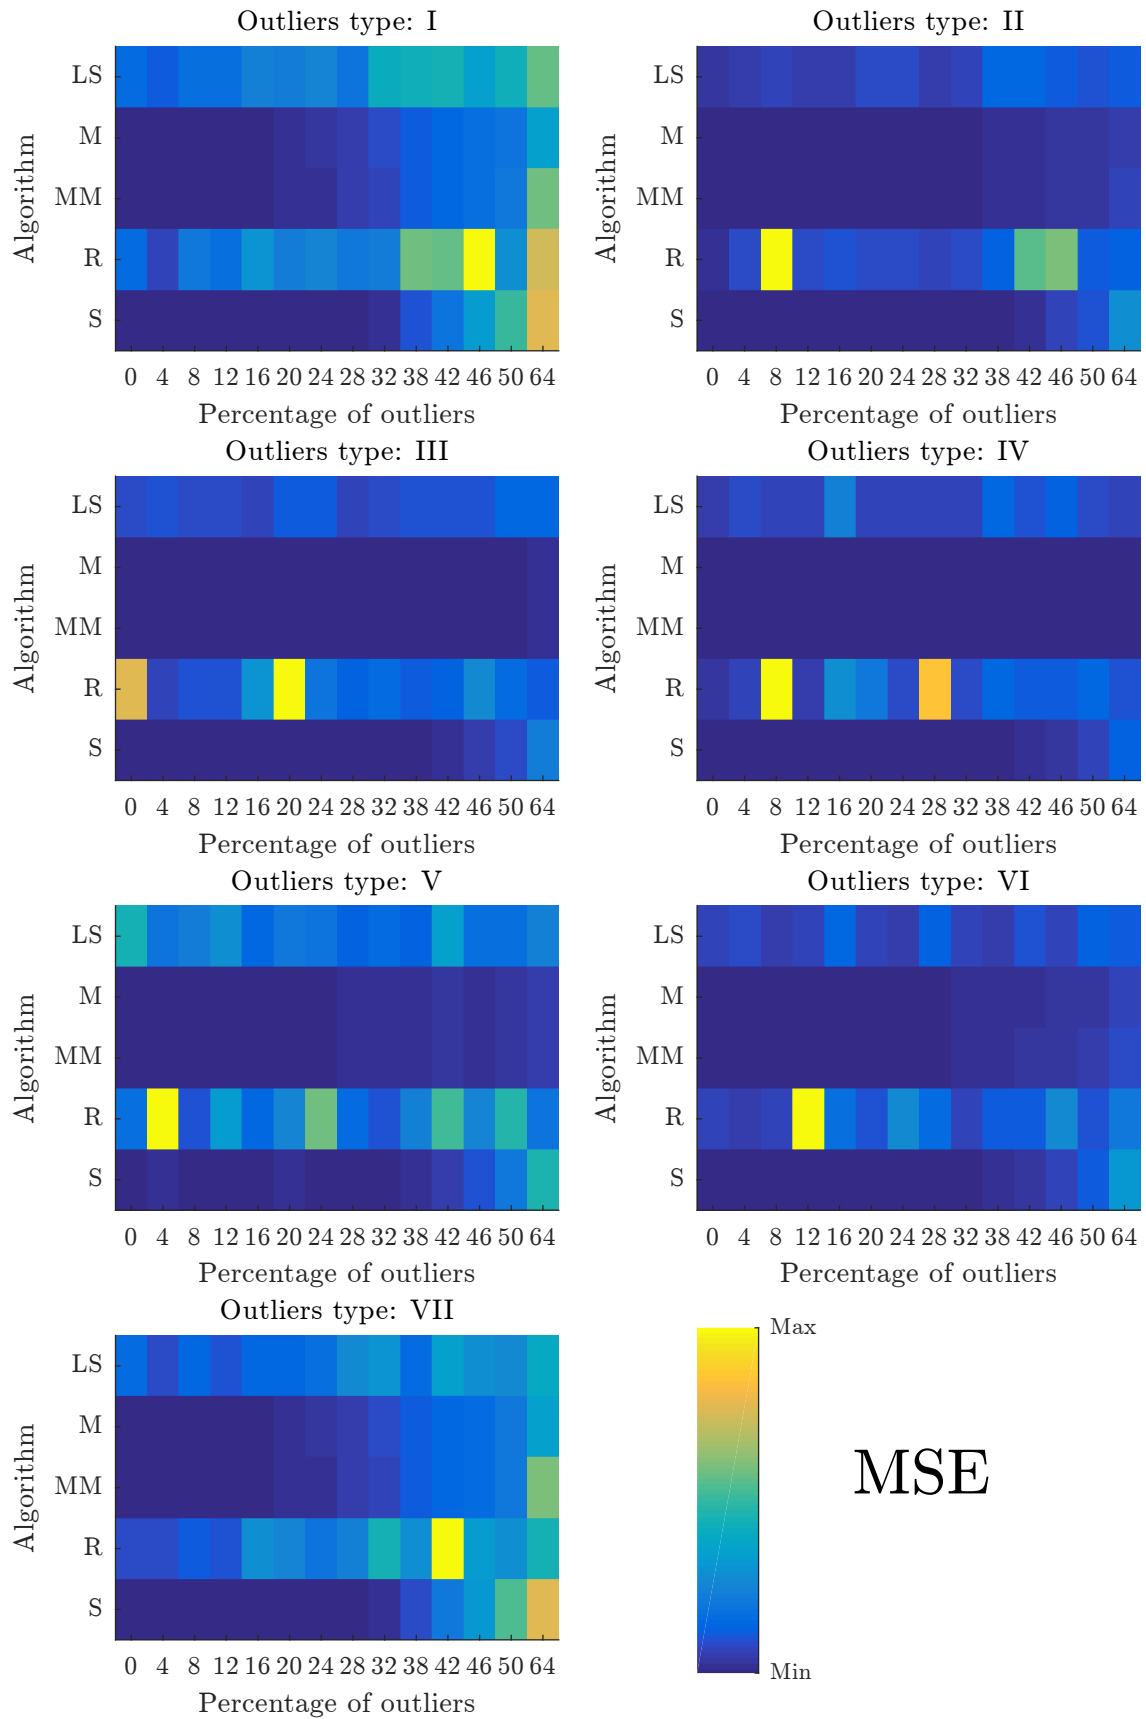 Outliers type: I
LS
M
MM
R
S
Algorithm
0 4 8 12 16 20 24 28 32 38 42 46 50 64
Percentage of outliers
Outliers type: II
LS
M
MM
R
S
Algorithm
0 4 8 12 16 20 24 28 32 38 42 46 50 64
Percentage of outliers
Outliers type: III
LS
M
MM
R
S
Algorithm
0 4 8 12 16 20 24 28 32 38 42 46 50 64
Percentage of outliers
Outliers type: IV
LS
M
MM
R
S
Algorithm
0 4 8 12 16 20 24 28 32 38 42 46 50 64
Percentage of outliers
Outliers type: V
LS
M
MM
R
S
Algorithm
0 4 8 12 16 20 24 28 32 38 42 46 50 64
Percentage of outliers
Outliers type: VI
LS
M
MM
R
S
Algorithm
0 4 8 12 16 20 24 28 32 38 42 46 50 64
Percentage of outliers
Outliers type: VII
LS
M
MM
R
S
Algorithm
0 4 8 12 16 20 24 28 32 38 42 46 50 64
Percentage of outliers
Max
MSE
Min